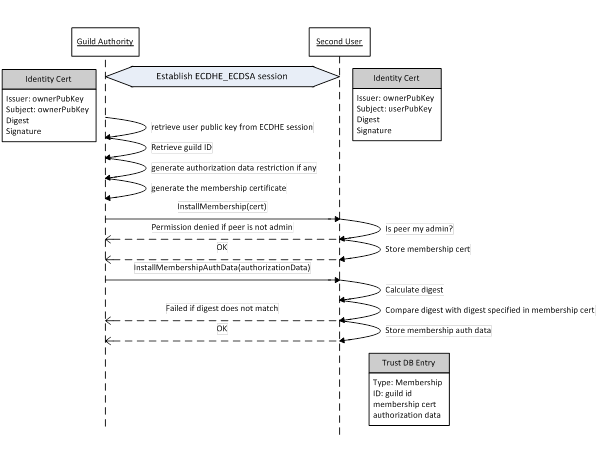 Guild Authority
Second User
Establish ECDHE_ECDSA session
Identity Cert
Issuer: ownerPubKey
Subject: ownerPubKey
Digest
Signature
Identity Cert
Issuer: ownerPubKey
Subject: userPubKey
Digest
Signature
retrieve user public key from ECDHE session
Retrieve guild ID
generate authorization data restriction if any
generate the membership certificate
InstallMembership(cert)
Is peer my admin?
Permission denied if peer is not admin
Store membership cert
OK
InstallMembershipAuthData(authorizationData)
Calculate digest
Compare digest with digest specified in membership cert
Failed if digest does not match
Store membership auth data
OK
Trust DB Entry
Type: Membership
ID: guild id
membership cert
authorization data